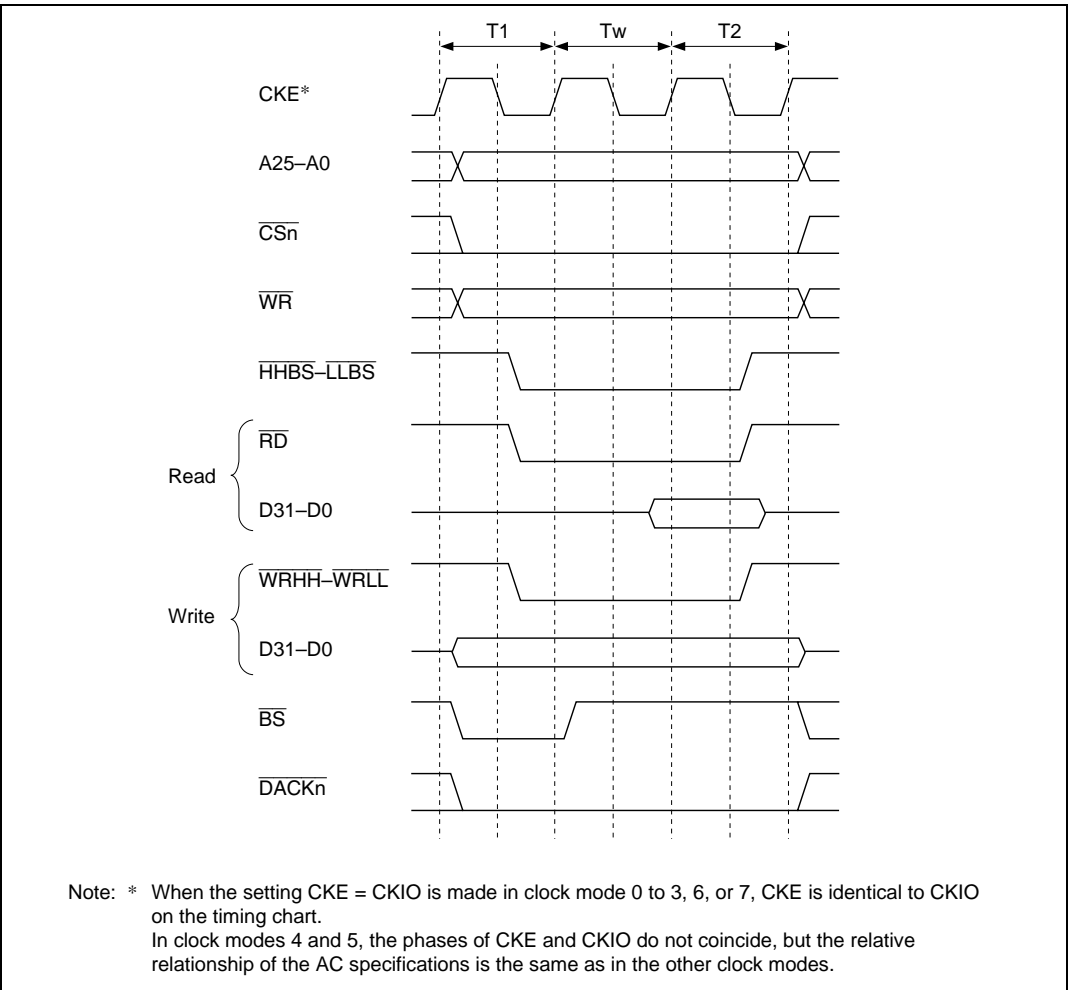 T1 Tw T2
CKE*
A25–A0
CSn
WR
HHBS–LLBS
Read
RD
D31–D0
Write
WRHH–WRLL
D31–D0
BS
DACKn
Note: * When the setting CKE = CKIO is made in clock mode 0 to 3, 6, or 7, CKE is identical to CKIO
on the timing chart.
In clock modes 4 and 5, the phases of CKE and CKIO do not coincide, but the relative
relationship of the AC specifications is the same as in the other clock modes.